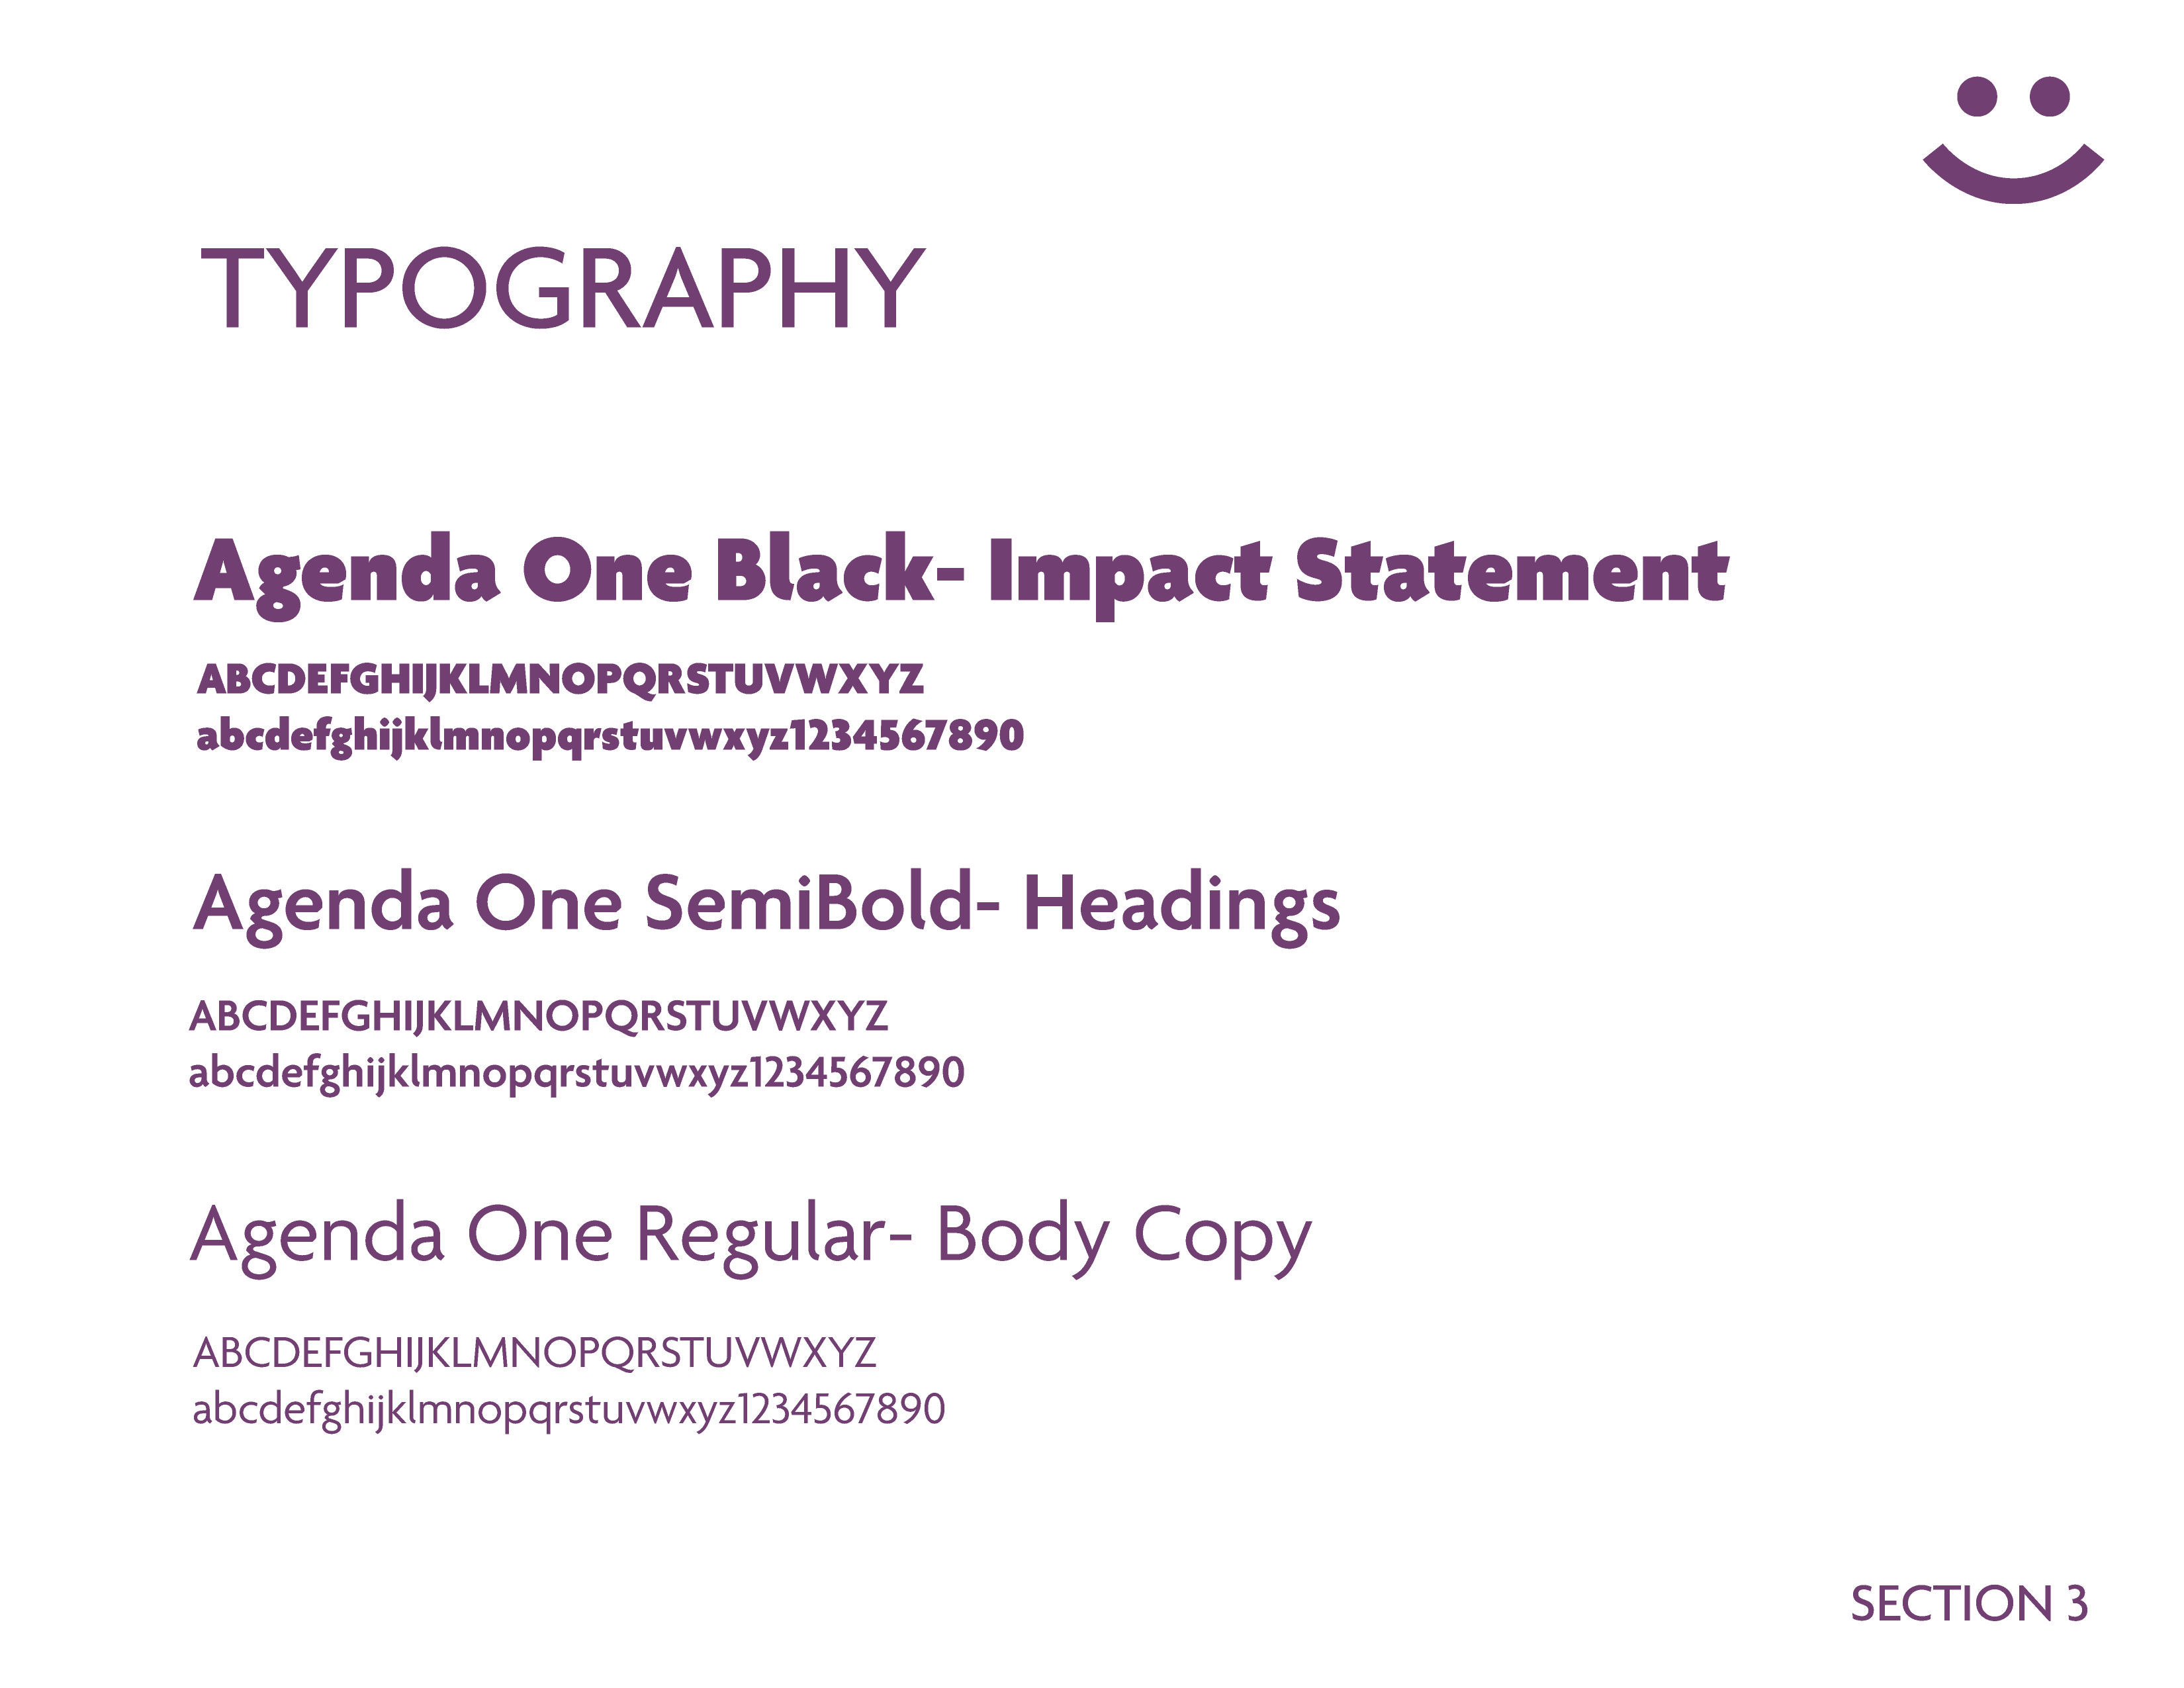 TYPOGRAPHY
Agenda One Black- Impact Statement
ABCDEFGHIJKLMNOPQRSTUVWXYZ
abcdefghijklmnopqrstuvwxyz1234567890
Agenda One SemiBold- Headings
ABCDEFGHIJKLMNOPQRSTUVWXYZ
abcdefghijklmnopqrstuvwxyz1234567890
Agenda One Regular- Body Copy
ABCDEFGHIJKLMNOPQRSTUVWXYZ
abcdefghijklmnopqrstuvwxyz1234567890
SECTION 3